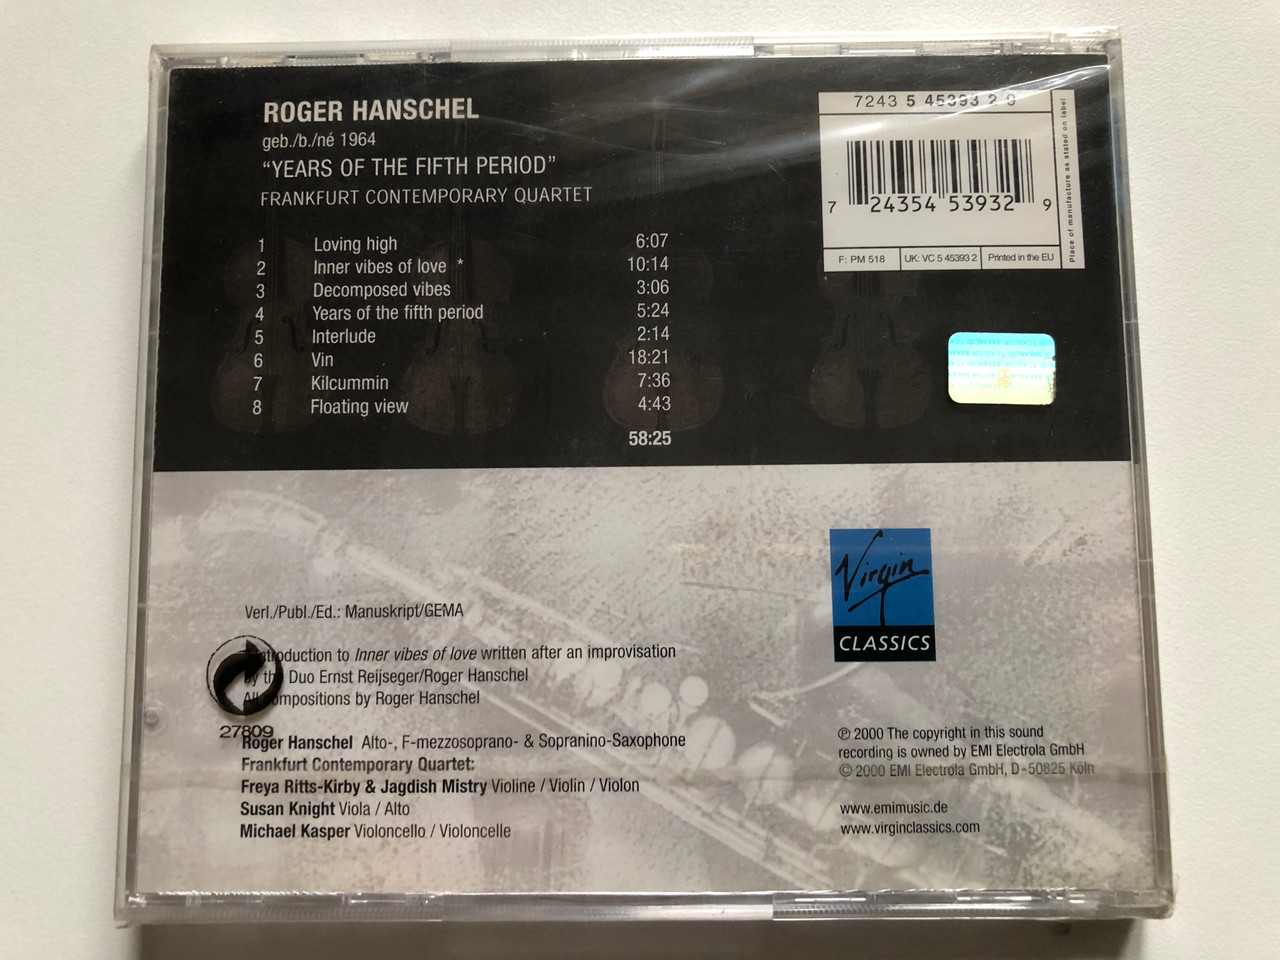 ROGER HANSCHEL
geb./b./né 1964
“YEARS OF THE FIFTH PERIOD”
FRANKFURT CONTEMPORARY QUARTET
1 Loving high 6:07
2 Inner vibes of love * 10:14
3 Decomposed vibes 3:06
4 Years of the fifth period 5:24
5 Interlude 2:14
6 Vin 18:21
7 Kilcummin 7:36
8 Floating view 4:43
58:25
7243 5 45393 2 9
7 24354 53932 9
F: PM 518
UK: VC 5 45393 2
Printed in the EU
Place of manufacture as stated on label
Virgin
CLASSICS
Verl./Publ./Ed.: Manuskript/GEMA
introduction to Inner vibes of love written after an improvisation
by the Duo Ernst Reijseger/Roger Hanschel
All compositions by Roger Hanschel
27809
Roger Hanschel Alto-, F-mezzosoprano- & Sopranino-Saxophone
Frankfurt Contemporary Quartet:
Freya Ritts-Kirby & Jagdish Mistry Violine / Violin / Violon
Susan Knight Viola / Alto
Michael Kasper Violoncello / Violoncelle
℗ 2000 The copyright in this sound
recording is owned by EMI Electrola GmbH
© 2000 EMI Electrola GmbH, D-50825 Köln
www.emimusic.de
www.virginclassics.com